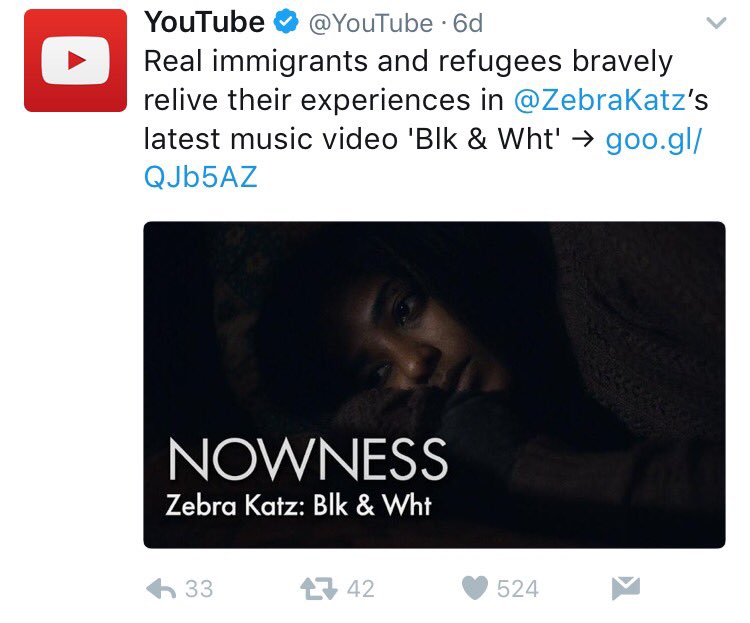 YouTube @YouTube · 6d
Real immigrants and refugees bravely
relive their experiences in @ZebraKatz's
latest music video 'Blk & Wht' → goo.gl/
QJb5AZ
NOWNESS
Zebra Katz: Blk & Wht
33 42 524